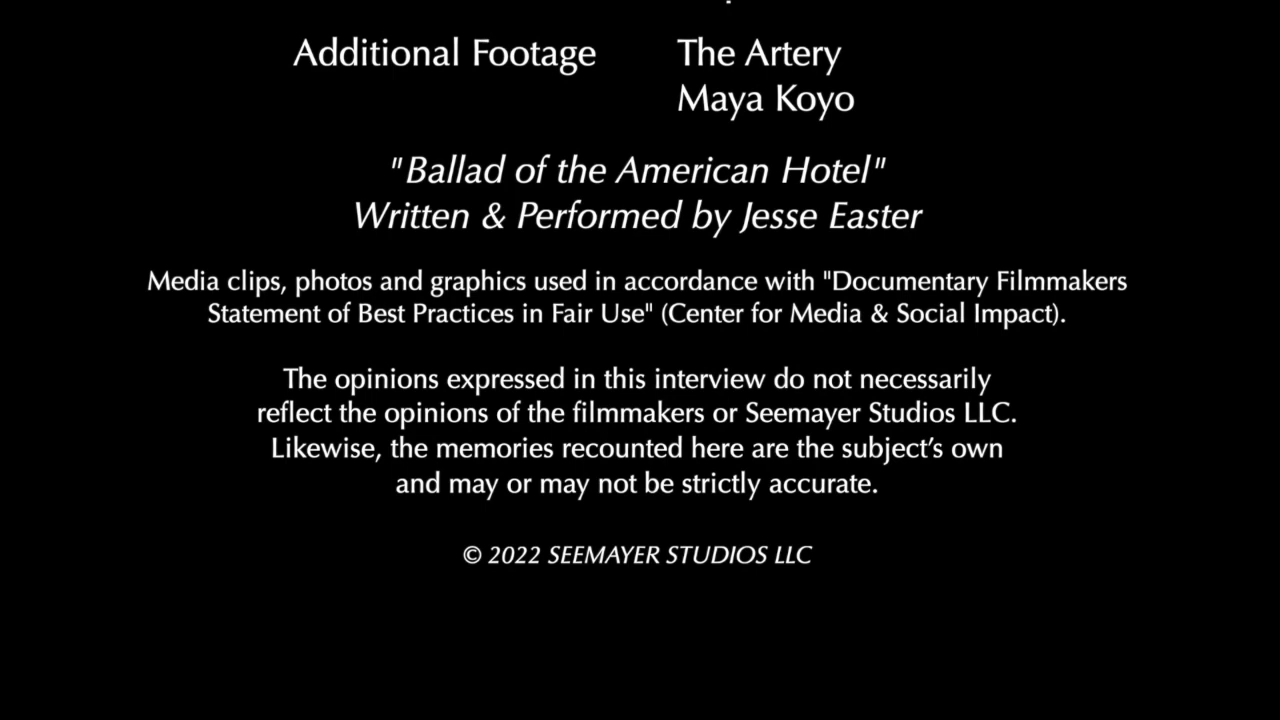 Additional Footage The Artery
Maya Koyo
"Ballad of the American Hotel"
Written & Performed by Jesse Easter
Media clips, photos and graphics used in accordance with "Documentary Filmmakers
Statement of Best Practices in Fair Use" (Center for Media & Social Impact).
The opinions expressed in this interview do not necessarily
reflect the opinions of the filmmakers or Seemayer Studios LLC.
Likewise, the memories recounted here are the subject’s own
and may or may not be strictly accurate.
© 2022 SEEMAYER STUDIOS LLC